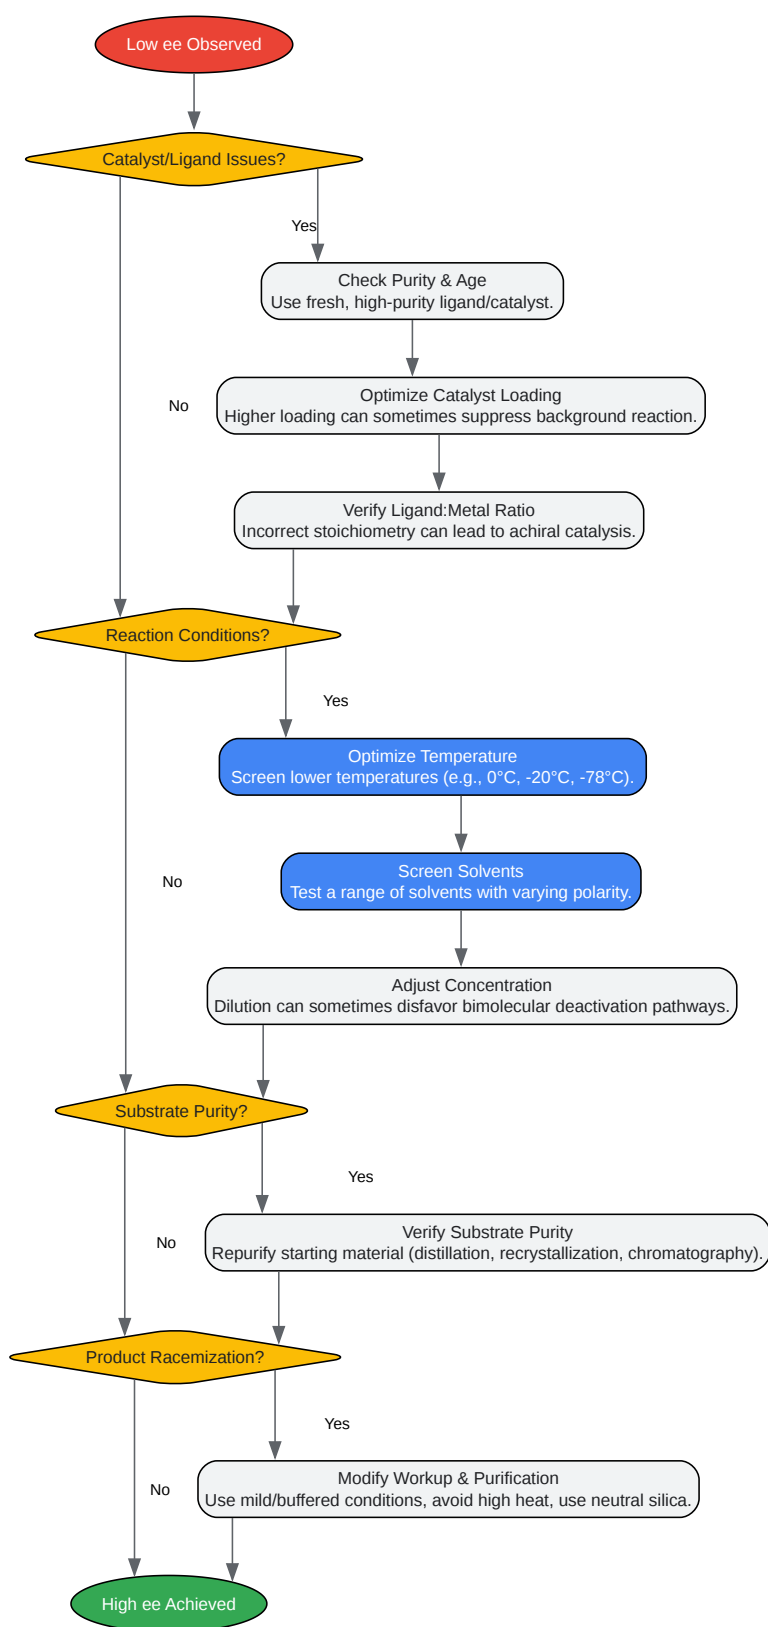 Low ee Observed
Catalyst/Ligand Issues?
Yes
Check Purity & Age
Use fresh, high-purity ligand/catalyst.
Optimize Catalyst Loading
Higher loading can sometimes suppress background reaction.
No
Verify Ligand:Metal Ratio
Incorrect stoichiometry can lead to achiral catalysis.
Reaction Conditions?
Yes
Optimize Temperature
Screen lower temperatures (e.g., 0°C, -20°C, -78°C).
Screen Solvents
Test a range of solvents with varying polarity.
No
Adjust Concentration
Dilution can sometimes disfavor bimolecular deactivation pathways.
Substrate Purity?
Yes
Verify Substrate Purity
Repurify starting material (distillation, recrystallization, chromatography).
No
Product Racemization?
Yes
Modify Workup & Purification
Use mild/buffered conditions, avoid high heat, use neutral silica.
No
High ee Achieved